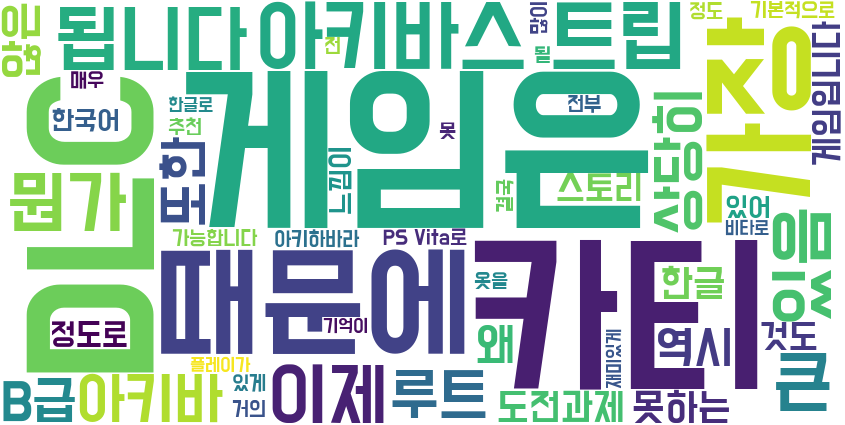 많은
됩니다
아키바스트립
전
많이
될
정도
기본적으로
매우
한국어
한글로
추천
게임은
못
전부
가장
게임입니다
미오
뭔가
또한
느낌이
결국
스토리
상당히
있어
비타로
가능합니다
아키하바라
PS Vita로
있음
때문에
옷을
카티
한글
정도로
기억이
왜
재미있게
역시
것도
플레이가
B급
아키바
있게
거의
이제
루트
도전과제
못하는
큰